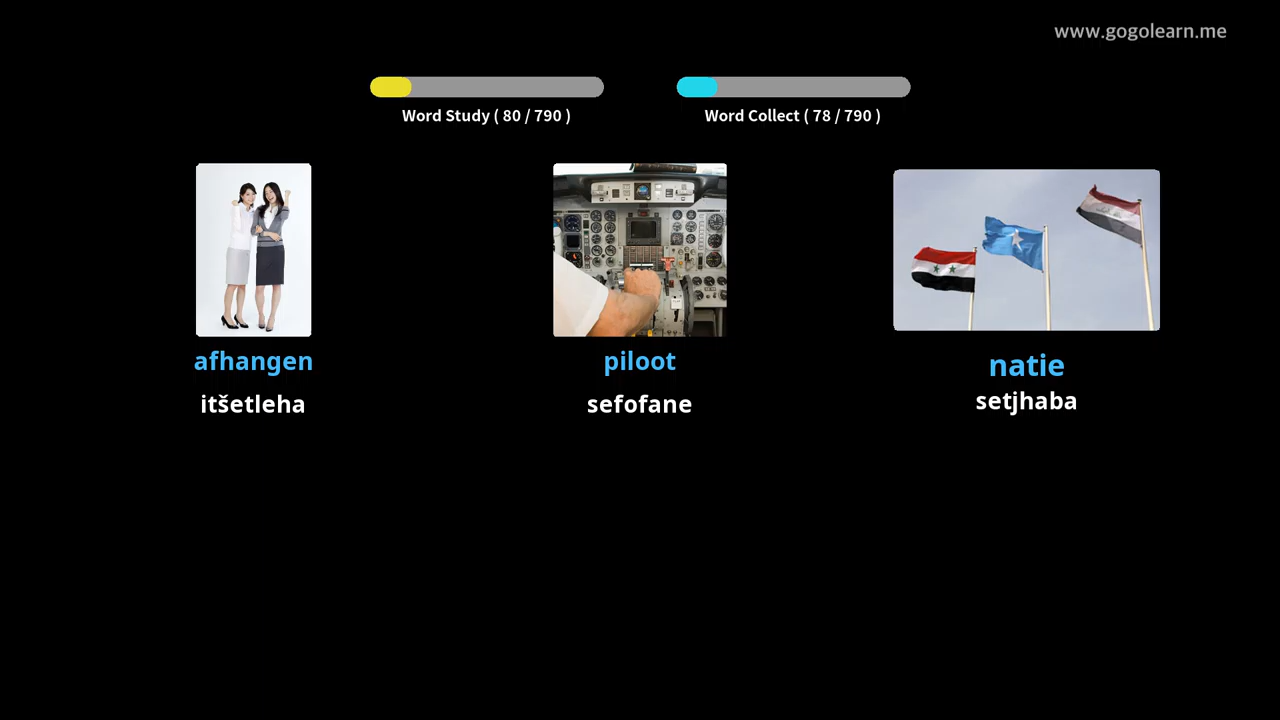 www.gogolearn.me
Word Study ( 80 / 790 )
Word Collect ( 78 / 790 )
afhangen
itšetleha
piloot
sefofane
natie
setjhaba